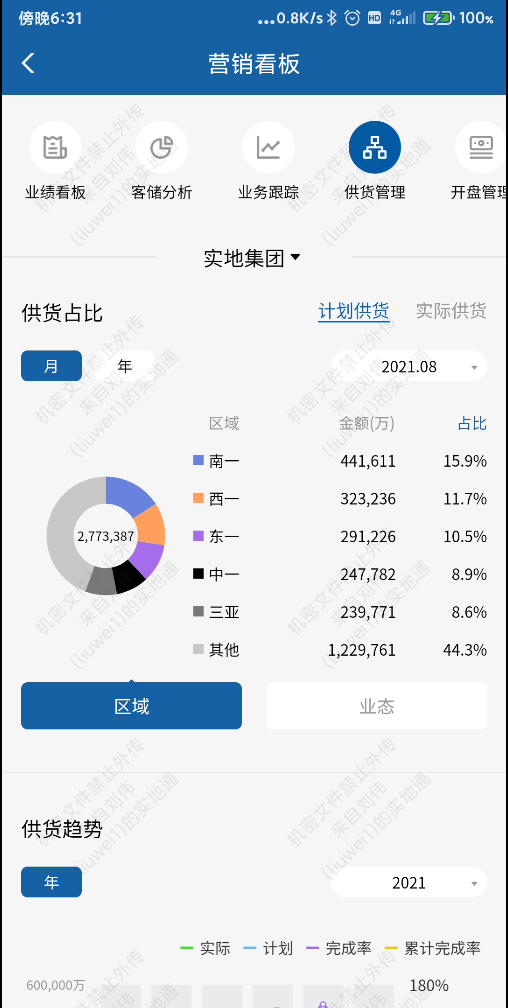 傍晚6:31 ...0.8K/s HD 4G 100%
营销看板
业绩看板 客储分析 业务跟踪 供货管理 开盘管理
实地集团
供货占比 计划供货 实际供货
月 年 2021.08
区域 金额(万) 占比
南一 441,611 15.9%
西一 323,236 11.7%
东一 291,226 10.5%
2,773,387
中一 247,782 8.9%
三亚 239,771 8.6%
其他 1,229,761 44.3%
区域 业态
供货趋势
年 2021
实际 计划 完成率 累计完成率
600,000万 180%
机密文件禁止外传
来自刘伟
(liuwei1)的实地通